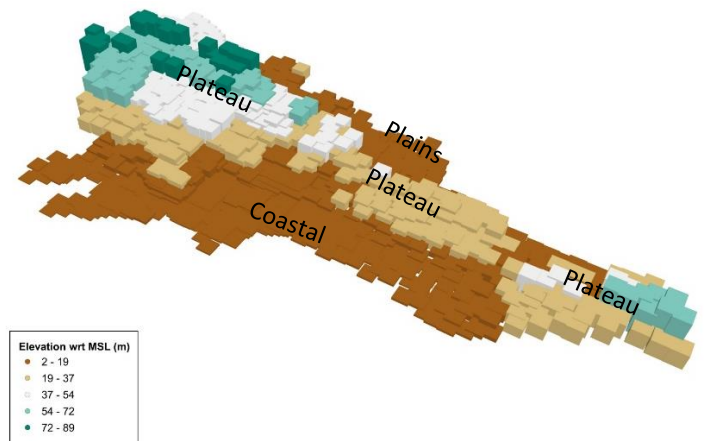 Plateau
Plains
Plateau
Coastal
Plateau
Elevation wrt MSL (m)
2 - 19
19 - 37
37 - 54
54 - 72
72 - 89